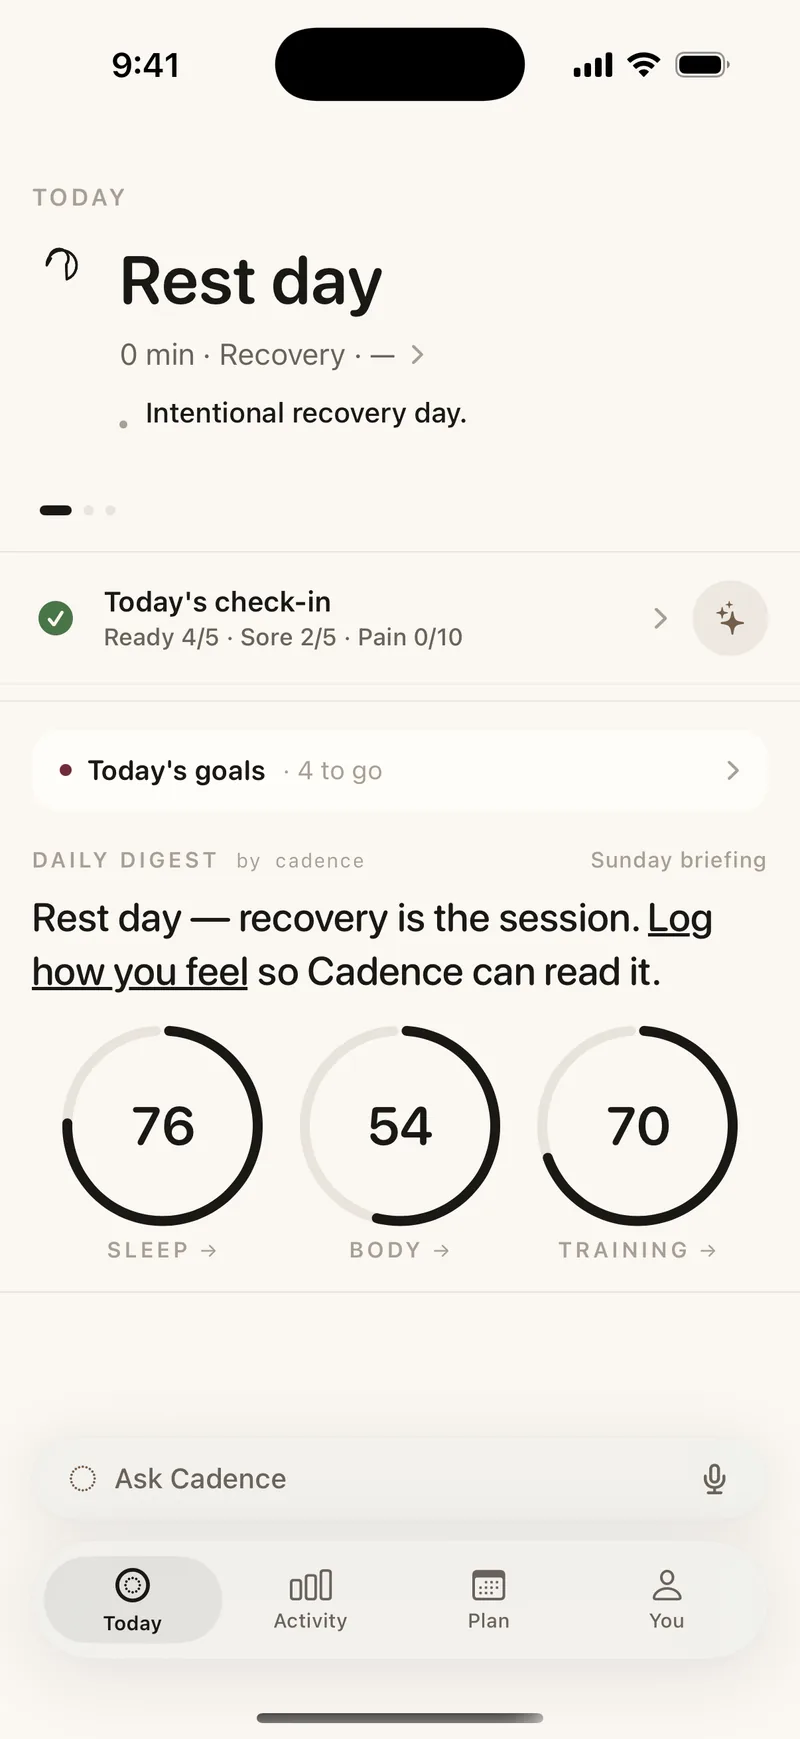 9:41
TODAY
Rest day
0 min · Recovery · —
Intentional recovery day.
Today's check-in
Ready 4/5 · Sore 2/5 · Pain 0/10
Today's goals · 4 to go
DAILY DIGEST by cadence Sunday briefing
Rest day — recovery is the session. Log
how you feel so Cadence can read it.
76 54 70
SLEEP → BODY → TRAINING →
Ask Cadence
Today Activity Plan You